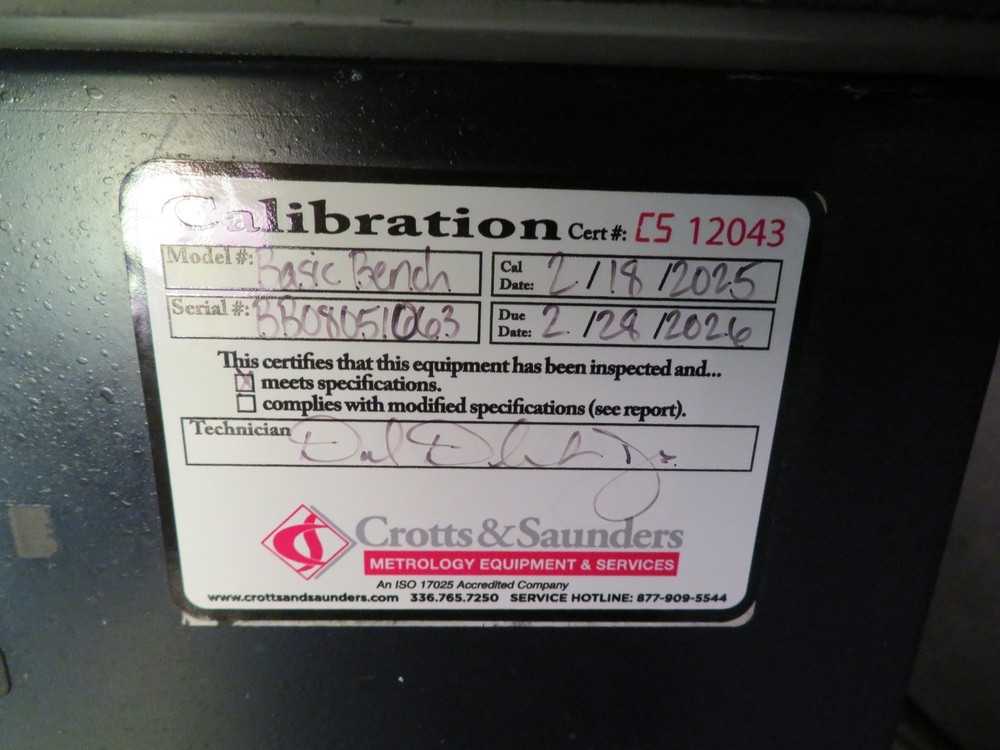 Calibration Cert #: CS 12043
Model #: Basic Bench
Cal Date: 2/18/2025
Serial #: BB08051063
Due Date: 2/28/2026
This certifies that this equipment has been inspected and...
meets specifications.
complies with modified specifications (see report).
Technician
Crotts & Saunders
METROLOGY EQUIPMENT & SERVICES
An ISO 17025 Accredited Company
www.crottsandsaunders.com 336.765.7250 SERVICE HOTLINE: 877-909-5544